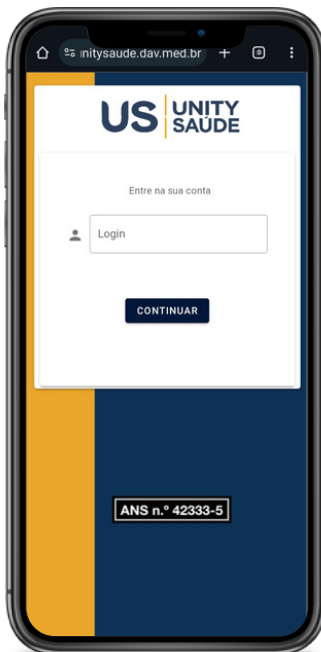 nitysaude.dav.med.br
US UNITY
SAÚDE
Entre na sua conta
Login
CONTINUAR
ANS n.º 42333-5